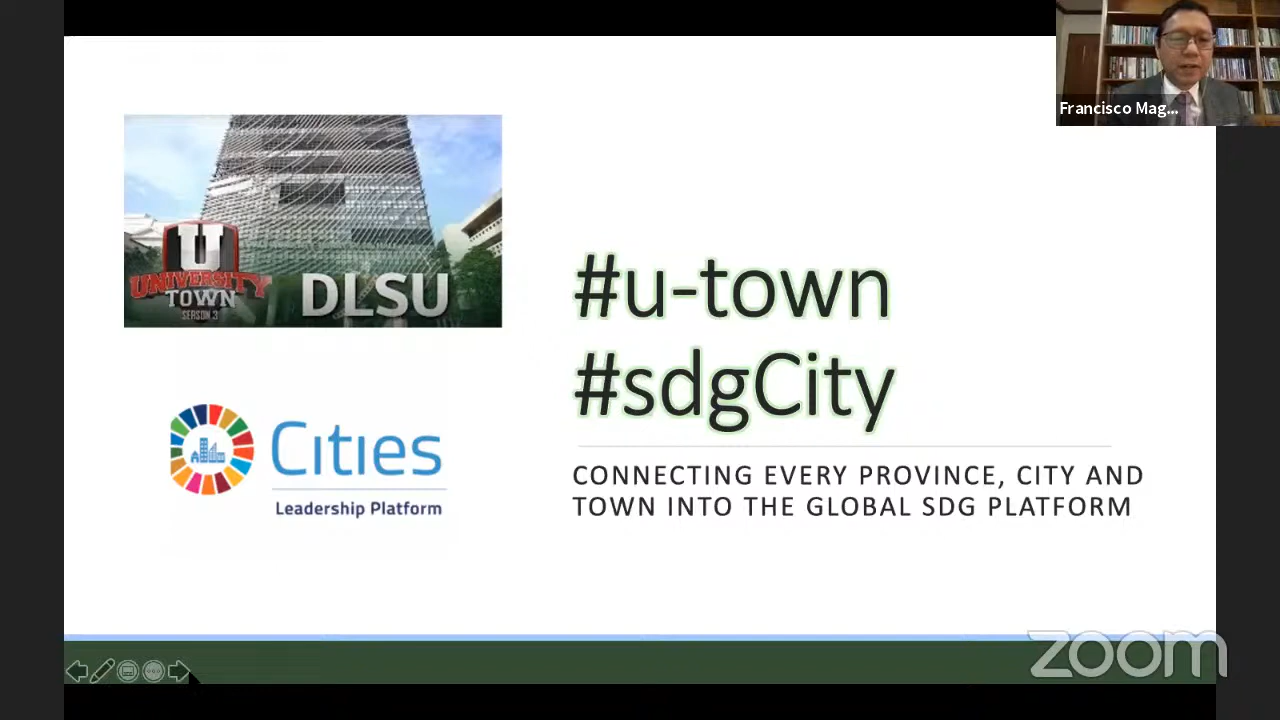 Francisco Mag...
U
UNIVERSITY
TOWN
SEASON 3
DLSU
#u-town
#sdgCity
Cities
Leadership Platform
CONNECTING EVERY PROVINCE, CITY AND
TOWN INTO THE GLOBAL SDG PLATFORM
zoom